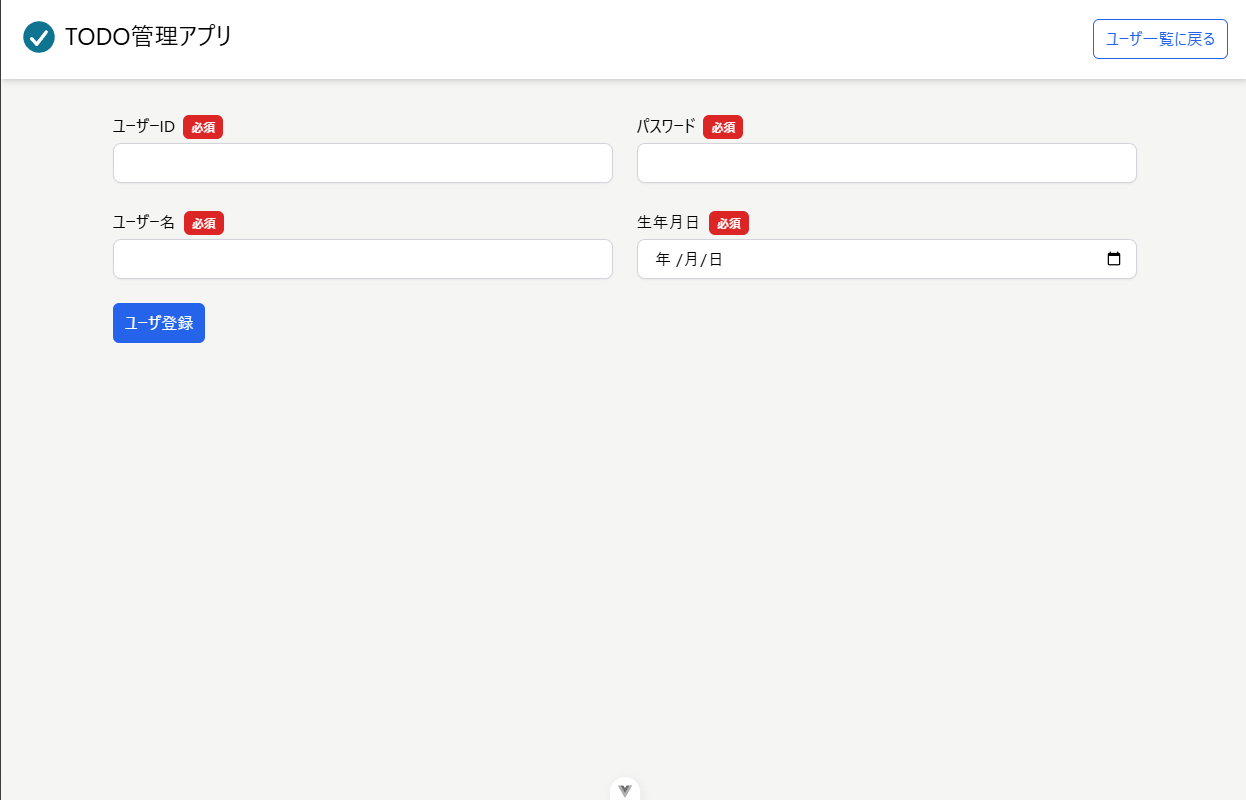 TODO管理アプリ
ユーザ一覧に戻る
ユーザーID 必須
パスワード 必須
ユーザー名 必須
生年月日 必須
年 /月/日
ユーザ登録